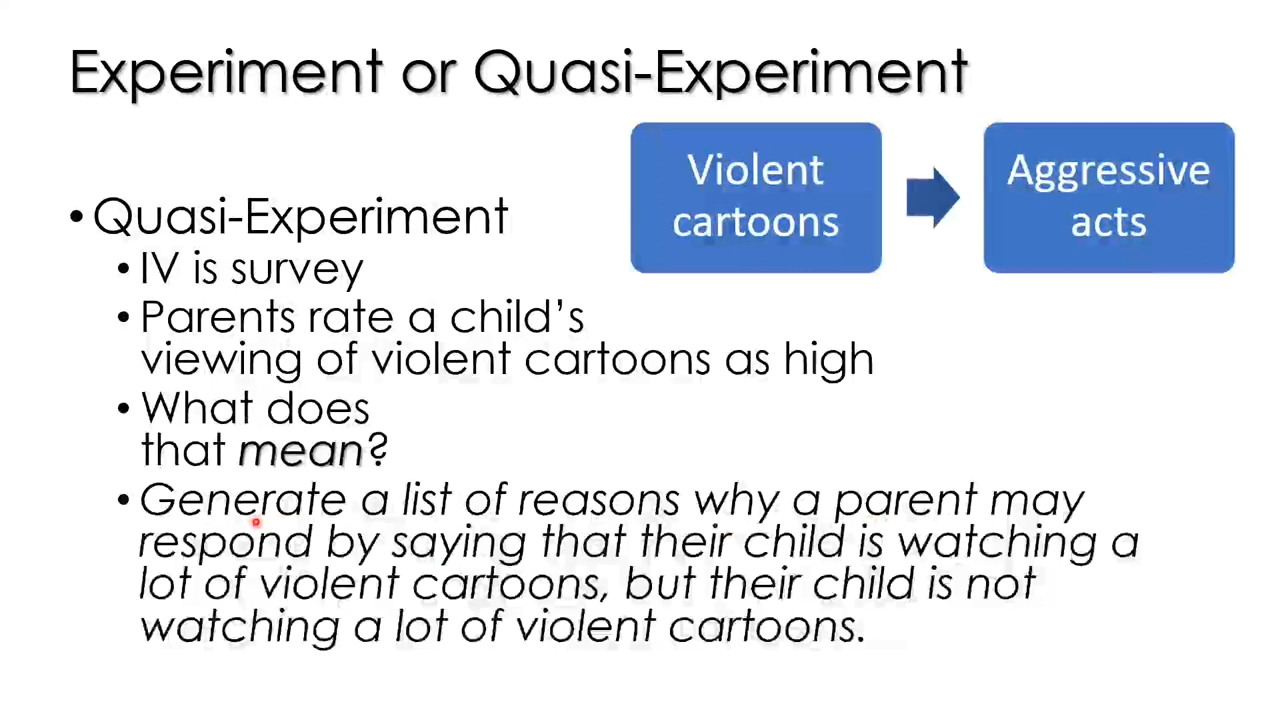 Experiment or Quasi-Experiment
Violent
cartoons
Aggressive
acts
• Quasi-Experiment
• IV is survey
• Parents rate a child’s
viewing of violent cartoons as high
• What does
that mean?
• Generate a list of reasons why a parent may
respond by saying that their child is watching a
lot of violent cartoons, but their child is not
watching a lot of violent cartoons.